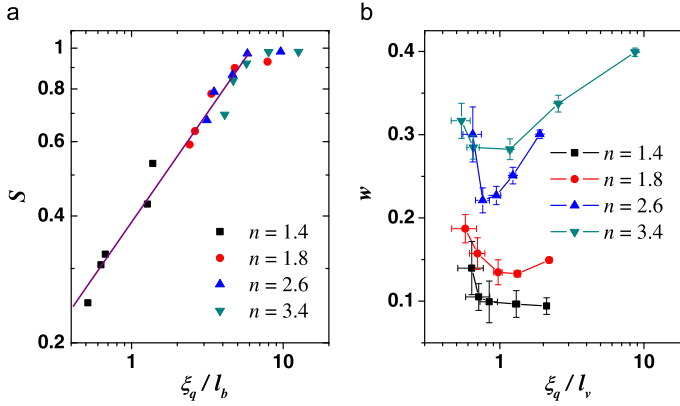 a
1
0.8
0.6
0.4
0.2
S
1
10
ξq / lb
n = 1.4
n = 1.8
n = 2.6
n = 3.4
b
0.4
0.3
0.2
0.1
w
1
10
ξq / lv
n = 1.4
n = 1.8
n = 2.6
n = 3.4